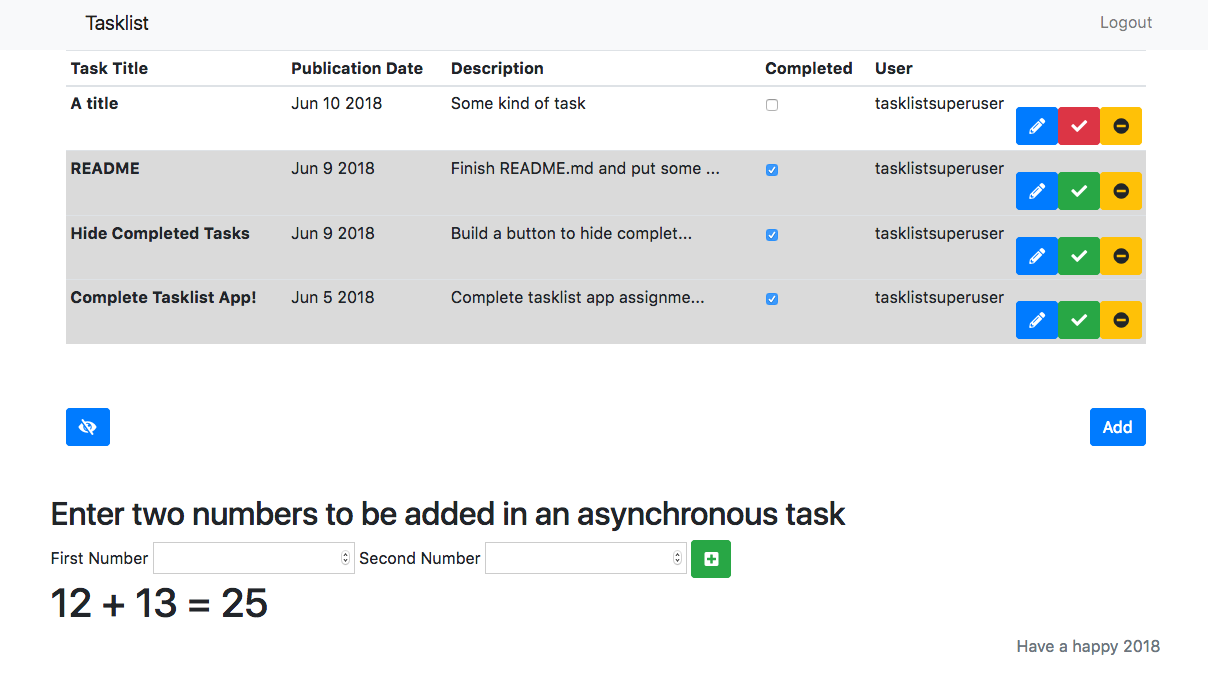 Tasklist Logout
Task Title Publication Date Description Completed User
A title Jun 10 2018 Some kind of task tasklistsuperuser
README Jun 9 2018 Finish README.md and put some ... tasklistsuperuser
Hide Completed Tasks Jun 9 2018 Build a button to hide complet... tasklistsuperuser
Complete Tasklist App! Jun 5 2018 Complete tasklist app assignme... tasklistsuperuser
Add
Enter two numbers to be added in an asynchronous task
First Number Second Number
12 + 13 = 25
Have a happy 2018